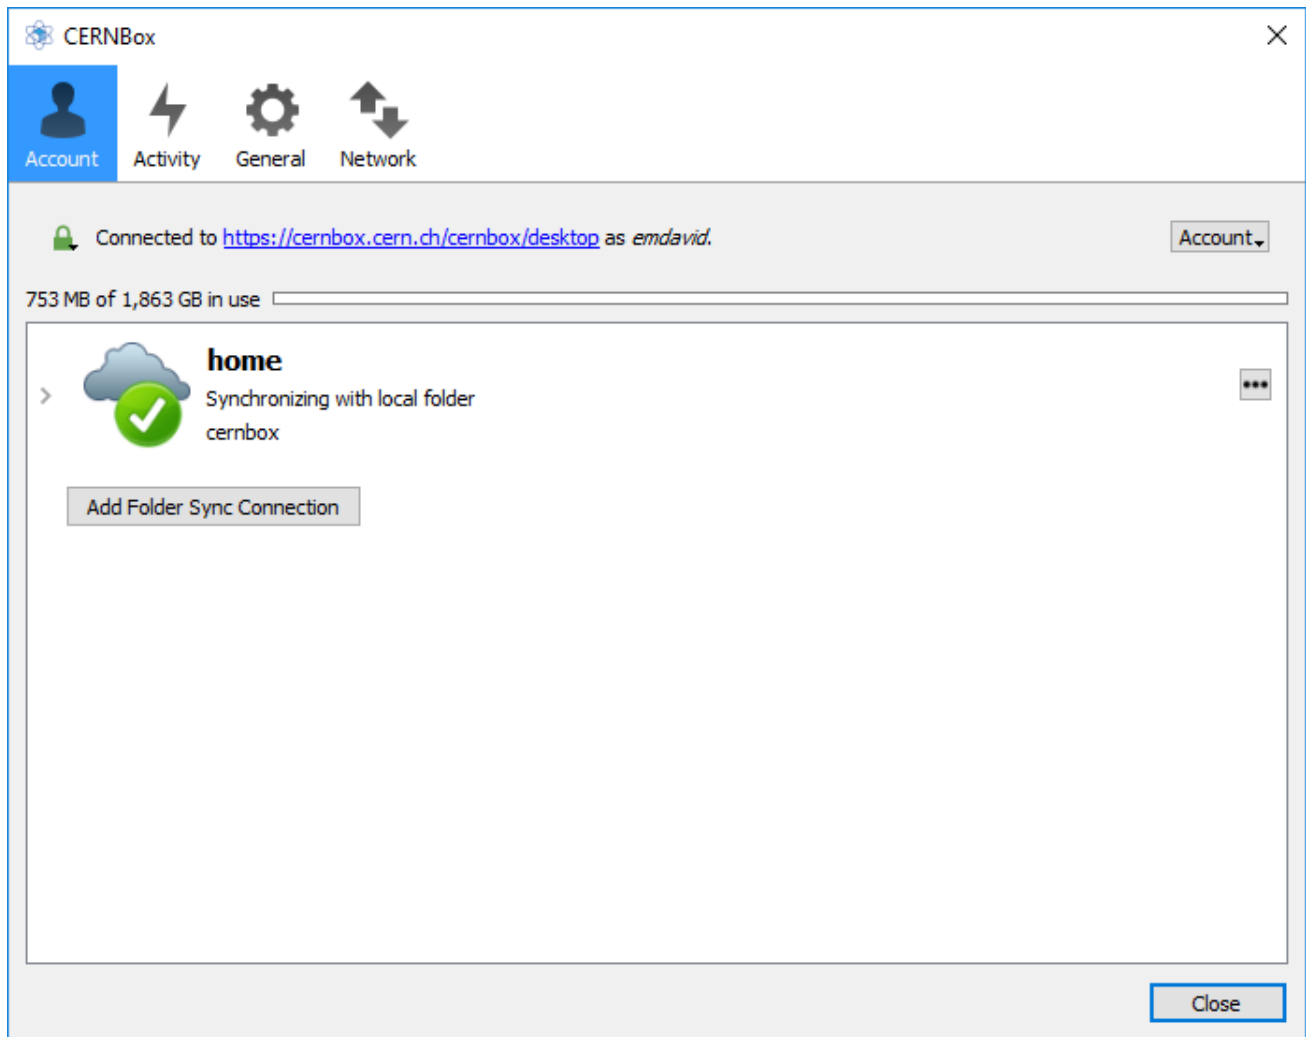 CERNBox
Account Activity General Network
Connected to https://cernbox.cern.ch/cernbox/desktop as emdavid. Account
753 MB of 1,863 GB in use
home
Synchronizing with local folder
cernbox
Add Folder Sync Connection
Close